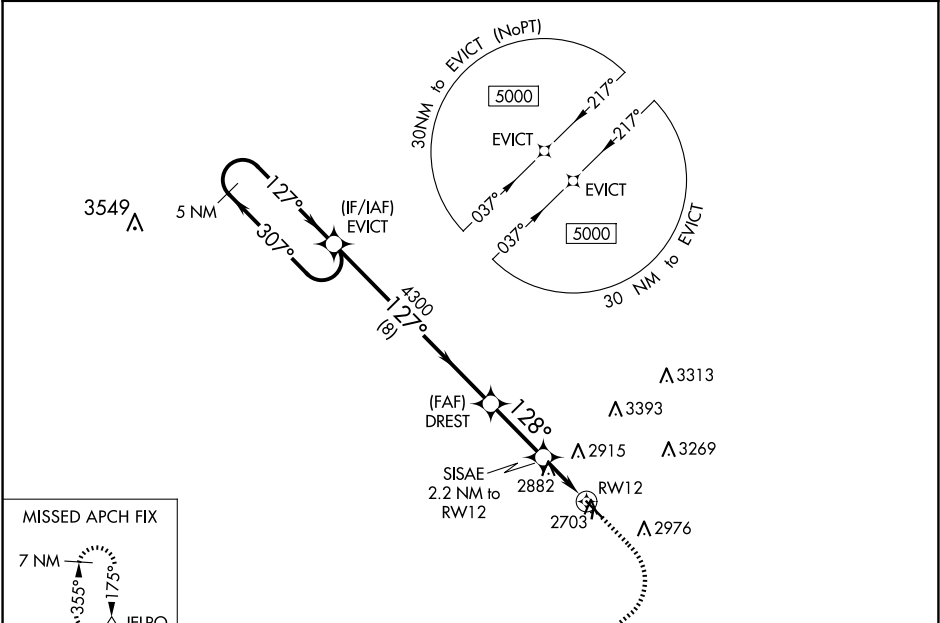 30NM to EVICT (NoPT)
5000
217°
EVICT
037°
217°
EVICT
037°
5000
30 NM to EVICT
3549
5 NM
127°
307°
(IF/IAF)
EVICT
4300
127°
(8)
3313
(FAF)
DREST
128°
3393
2915
3269
SISAE
2.2 NM to
RW12
2882
RW12
2703
2976
MISSED APCH FIX
7 NM
355°
175°